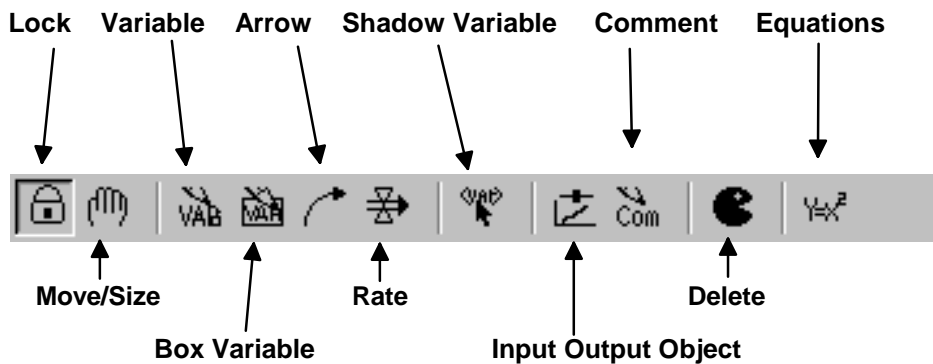 Lock Variable Arrow Shadow Variable Comment Equations
VAR VAR VAR Com Y=X²
Move/Size Rate Delete
Box Variable Input Output Object